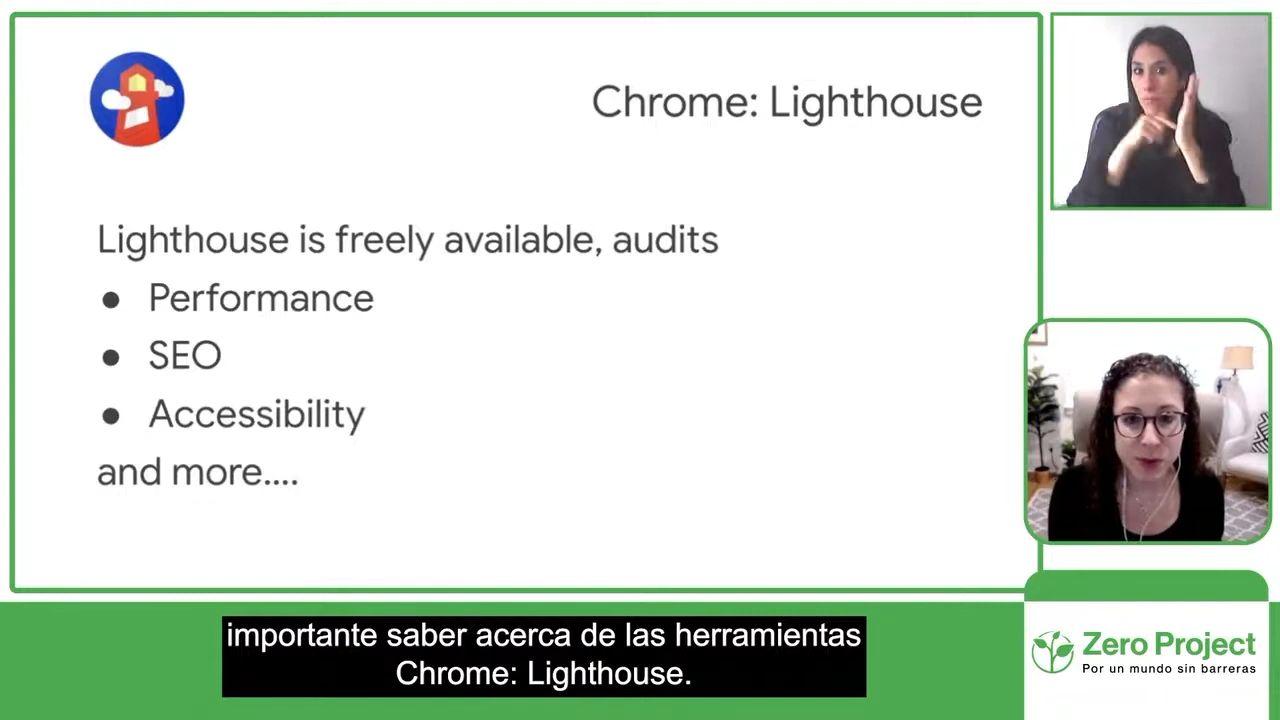 Chrome: Lighthouse
Lighthouse is freely available, audits
● Performance
● SEO
● Accessibility
and more....
importante saber acerca de las herramientas
Chrome: Lighthouse.
Zero Project
Por un mundo sin barreras